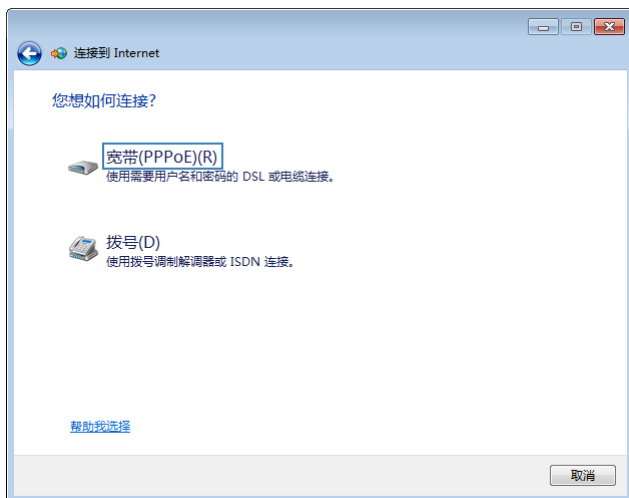 连接到 Internet
您想如何连接?
宽带(PPPoE)(R)
使用需要用户名和密码的 DSL 或电缆连接。
拨号(D)
使用拨号调制解调器或 ISDN 连接。
帮助我选择
取消